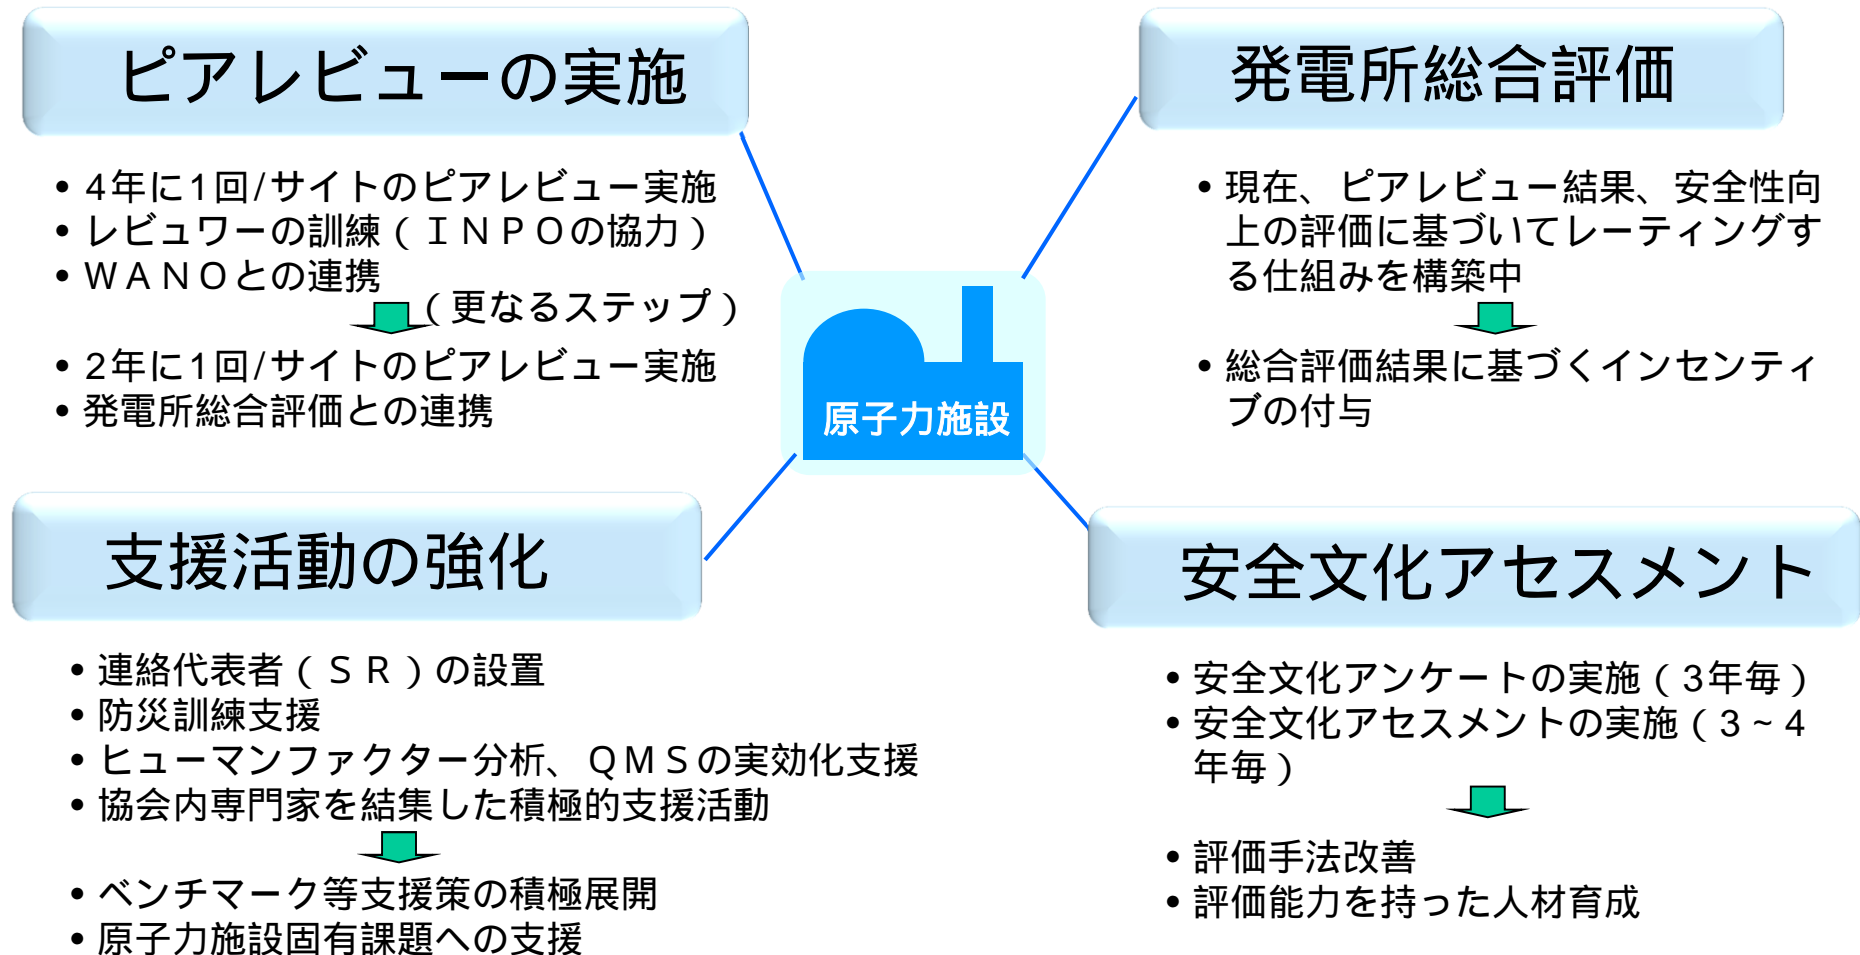 ピアレビューの実施
• 4年に1回/サイトのピアレビュー実施
• レビュワーの訓練（ＩＮＰＯの協力）
• ＷＡＮＯとの連携
（更なるステップ）
• 2年に1回/サイトのピアレビュー実施
• 発電所総合評価との連携
発電所総合評価
• 現在、ピアレビュー結果、安全性向
上の評価に基づいてレーティングす
る仕組みを構築中
• 総合評価結果に基づくインセンティ
ブの付与
原子力施設
支援活動の強化
• 連絡代表者（ＳＲ）の設置
• 防災訓練支援
• ヒューマンファクター分析、ＱＭＳの実効化支援
• 協会内専門家を結集した積極的支援活動
• ベンチマーク等支援策の積極展開
• 原子力施設固有課題への支援
安全文化アセスメント
• 安全文化アンケートの実施（3年毎）
• 安全文化アセスメントの実施（3～4
年毎）
• 評価手法改善
• 評価能力を持った人材育成